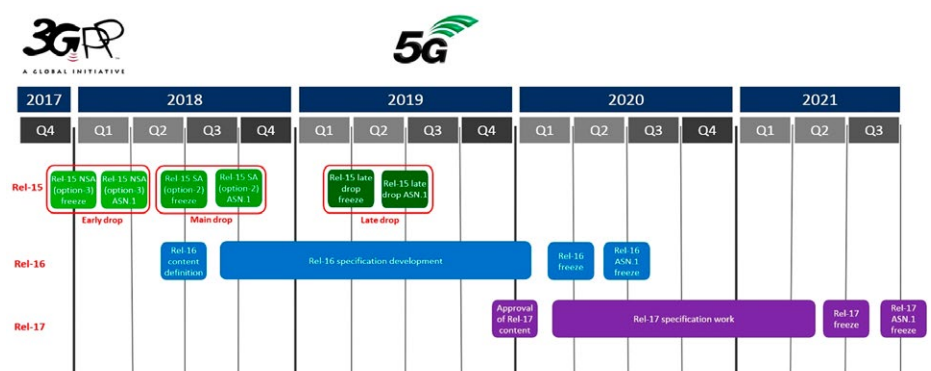 3GPP
A GLOBAL INITIATIVE
5G
2017 2018 2019 2020 2021
Q4 Q1 Q2 Q3 Q4 Q1 Q2 Q3 Q4 Q1 Q2 Q3 Q4 Q1 Q2 Q3
Rel-15
Rel-15 NSA
(option-3)
freeze
Rel-15 NSA
(option-3)
ASN.1
Early drop
Rel-15 SA
(option-2)
freeze
Rel-15 SA
(option-2)
ASN.1
Main drop
Rel-15 late
drop
freeze
Rel-15 late
drop ASN.1
Late drop
Rel-16
Rel-16
content
definition
Rel-16 specification development
Rel-16
freeze
Rel-16
ASN.1
freeze
Rel-17
Approval
of Rel-17
content
Rel-17 specification work
Rel-17
freeze
Rel-17
ASN.1
freeze